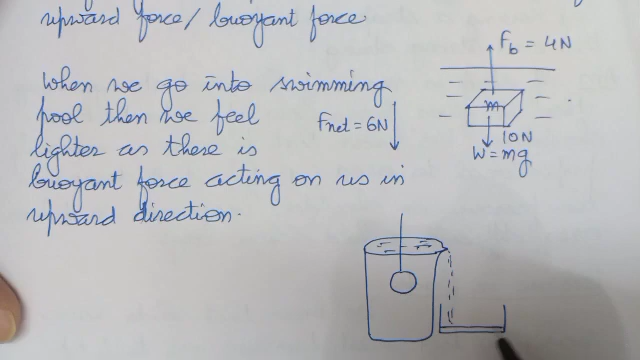 upward force/ buoyant force
When we go into swimming
pool then we feel
lighter as there is
buoyant force acting on us in
upward direction.
Fnet = 6N
Fb = 4N
m
10N
W = mg